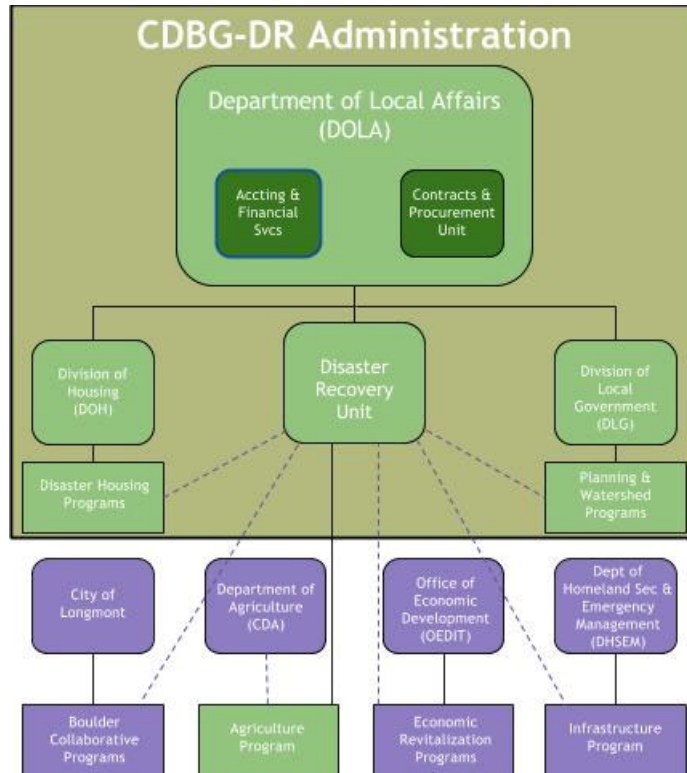 CDBG-DR Administration
Department of Local Affairs
(DOLA)
Accting &
Financial
Svcs
Contracts &
Procurement
Unit
Division of
Housing
(DOH)
Disaster
Recovery
Unit
Division of
Local
Government
(DLG)
Disaster Housing
Programs
Planning &
Watershed
Programs
City of
Longmont
Department of
Agriculture
(CDA)
Office of
Economic
Development
(OEDIT)
Dept of
Homeland Sec &
Emergency
Management
(DHSEM)
Boulder
Collaborative
Programs
Agriculture
Program
Economic
Revitalization
Programs
Infrastructure
Program